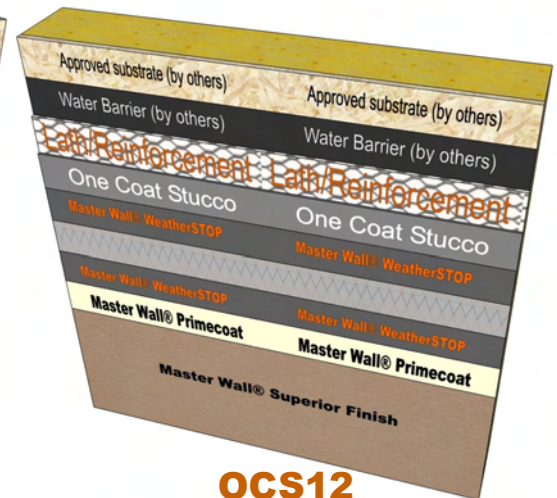 Approved substrate (by others) Approved substrate (by others)
Water Barrier (by others) Water Barrier (by others)
Lath/Reinforcement Lath/Reinforcement
One Coat Stucco One Coat Stucco
Master Wall® WeatherSTOP Master Wall® WeatherSTOP
Master Wall® WeatherSTOP Master Wall® WeatherSTOP
Master Wall® Primecoat Master Wall® Primecoat
Master Wall® Superior Finish
OCS12